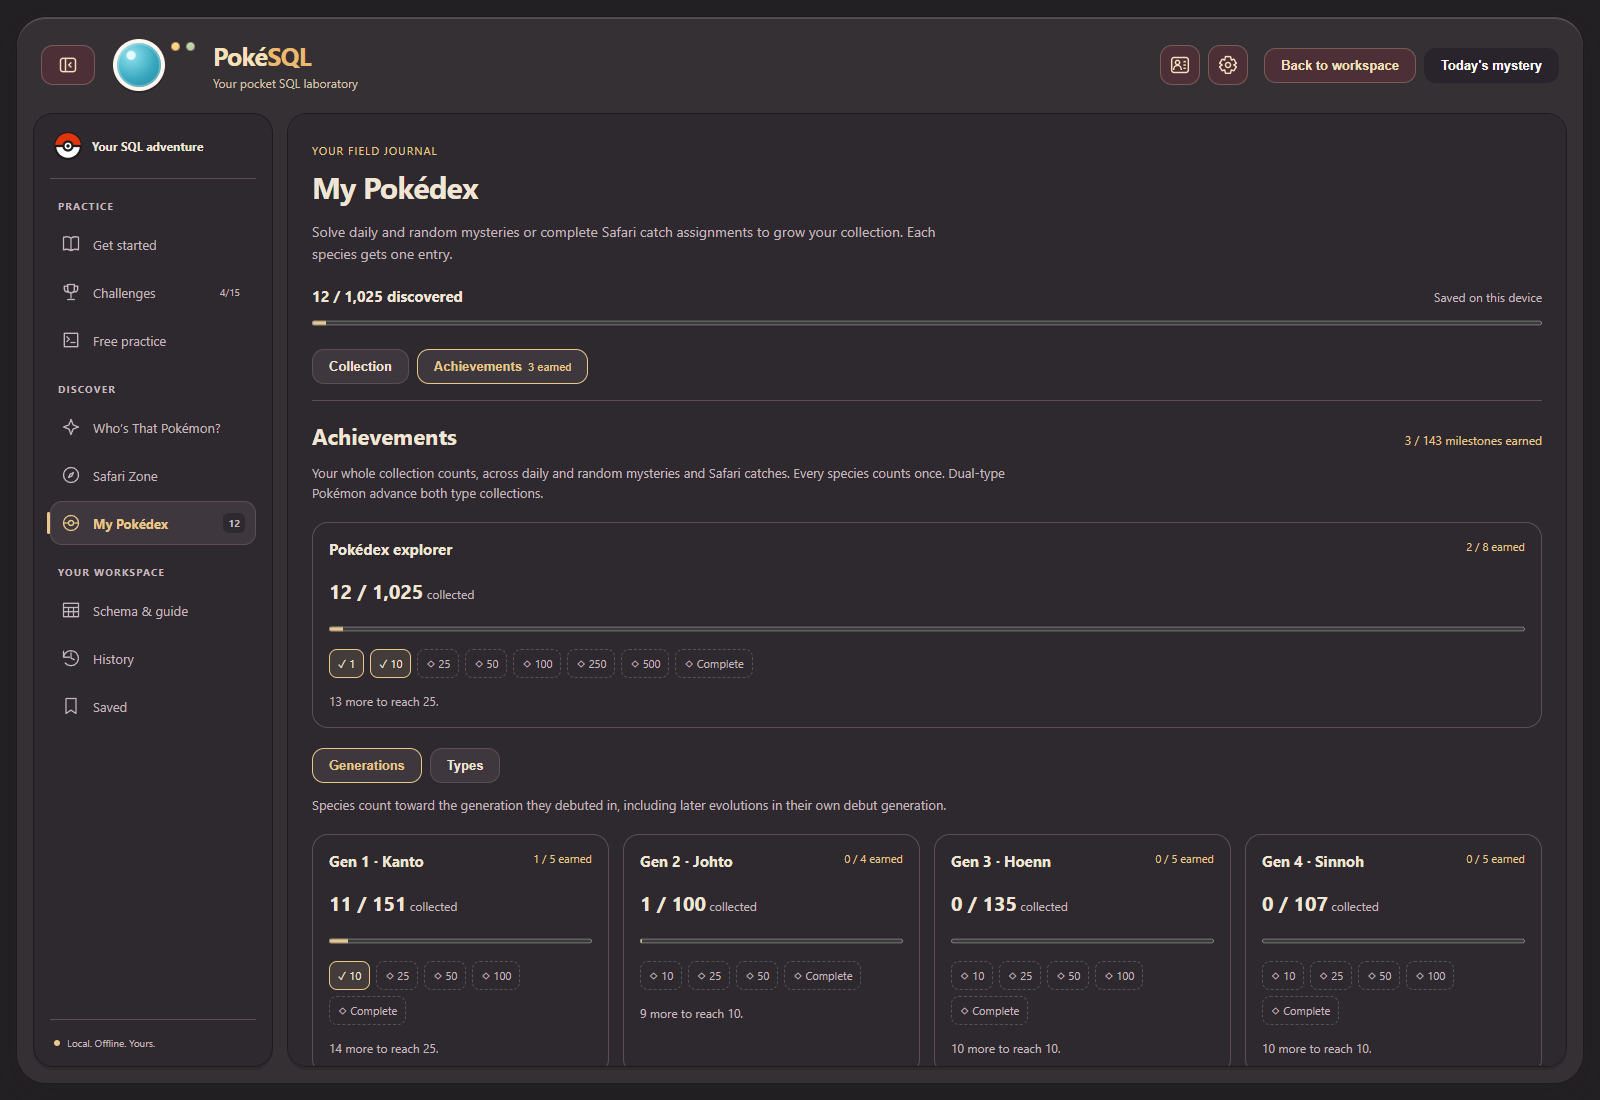 PokéSQL
Your pocket SQL laboratory
Back to workspace
Today's mystery
Your SQL adventure
PRACTICE
Get started
Challenges 4/15
Free practice
DISCOVER
Who's That Pokémon?
Safari Zone
My Pokédex 12
YOUR WORKSPACE
Schema & guide
History
Saved
Local. Offline. Yours.
YOUR FIELD JOURNAL
My Pokédex
Solve daily and random mysteries or complete Safari catch assignments to grow your collection. Each
species gets one entry.
12 / 1,025 discovered
Saved on this device
Collection
Achievements 3 earned
Achievements
3 / 143 milestones earned
Your whole collection counts, across daily and random mysteries and Safari catches. Every species counts once. Dual-type
Pokémon advance both type collections.
Pokédex explorer
2 / 8 earned
12 / 1,025 collected
✓ 1 ✓ 10 ◇ 25 ◇ 50 ◇ 100 ◇ 250 ◇ 500 ◇ Complete
13 more to reach 25.
Generations
Types
Species count toward the generation they debuted in, including later evolutions in their own debut generation.
Gen 1 · Kanto
1 / 5 earned
11 / 151 collected
✓ 10 ◇ 25 ◇ 50 ◇ 100
◇ Complete
14 more to reach 25.
Gen 2 · Johto
0 / 4 earned
1 / 100 collected
◇ 10 ◇ 25 ◇ 50 ◇ Complete
9 more to reach 10.
Gen 3 · Hoenn
0 / 5 earned
0 / 135 collected
◇ 10 ◇ 25 ◇ 50 ◇ 100
◇ Complete
10 more to reach 10.
Gen 4 · Sinnoh
0 / 5 earned
0 / 107 collected
◇ 10 ◇ 25 ◇ 50 ◇ 100
◇ Complete
10 more to reach 10.